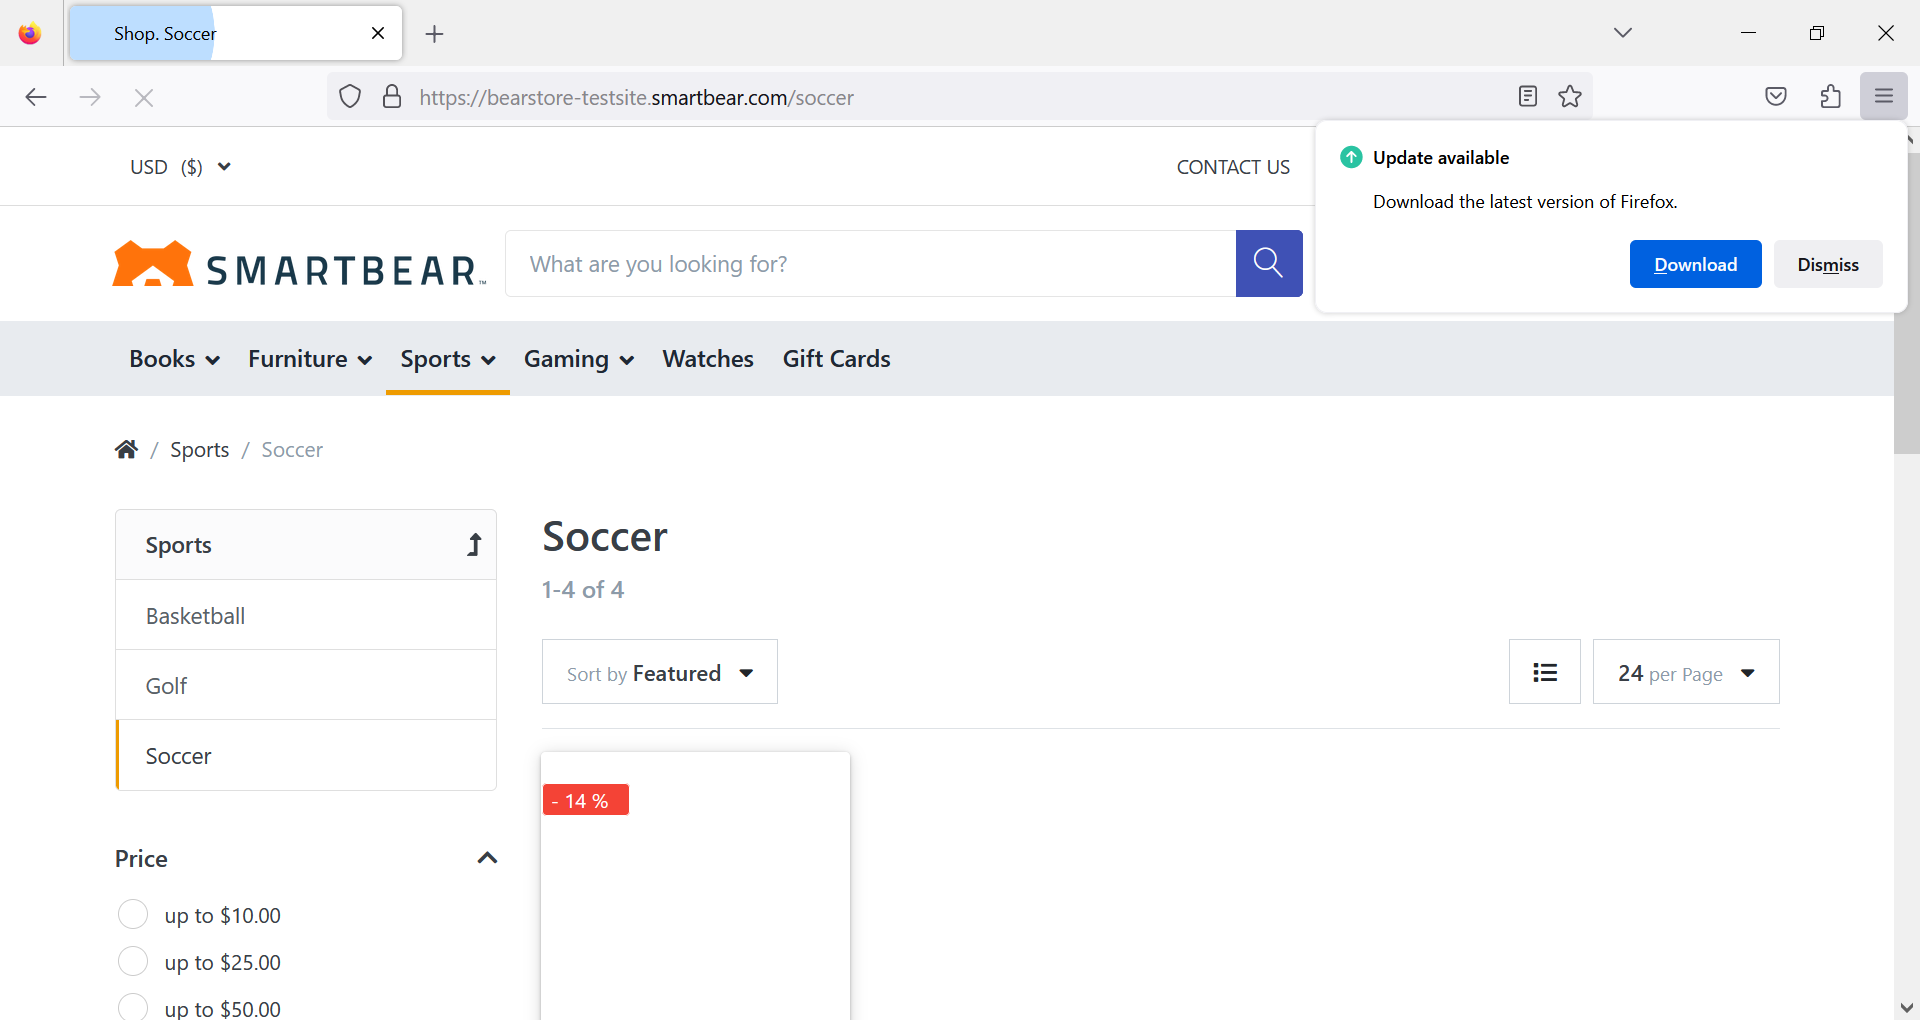 Shop. Soccer
https://bearstore-testsite.smartbear.com/soccer
Update available
Download the latest version of Firefox.
Download
Dismiss
USD ($)
CONTACT US
SMARTBEAR™
What are you looking for?
Books
Furniture
Sports
Gaming
Watches
Gift Cards
/ Sports / Soccer
Sports
Basketball
Golf
Soccer
Price
up to $10.00
up to $25.00
up to $50.00
Soccer
1-4 of 4
Sort by Featured
24 per Page
- 14 %